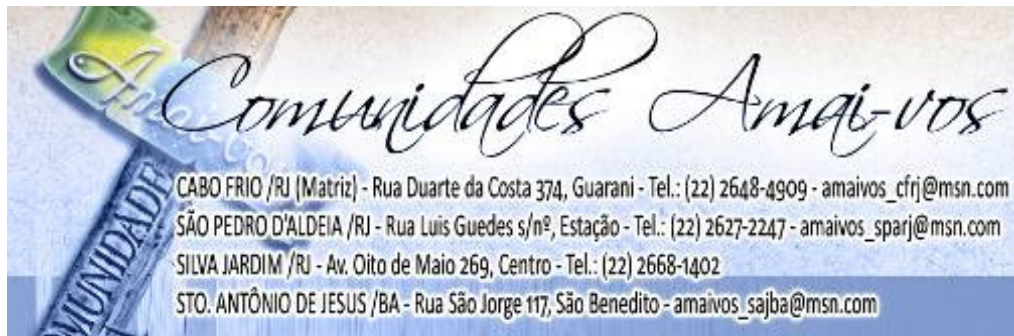 Comunidades Amai-vos
CABO FRIO /RJ (Matriz) - Rua Duarte da Costa 374, Guarani - Tel.: (22) 2648-4909 - amaivos_cfrj@msn.com
SÃO PEDRO D'ALDEIA /RJ - Rua Luis Guedes s/nº, Estação - Tel.: (22) 2627-2247 - amaivos_sparj@msn.com
SILVA JARDIM /RJ - Av. Oito de Maio 269, Centro - Tel.: (22) 2668-1402
STO. ANTÔNIO DE JESUS /BA - Rua São Jorge 117, São Benedito - amaivos_sajba@msn.com